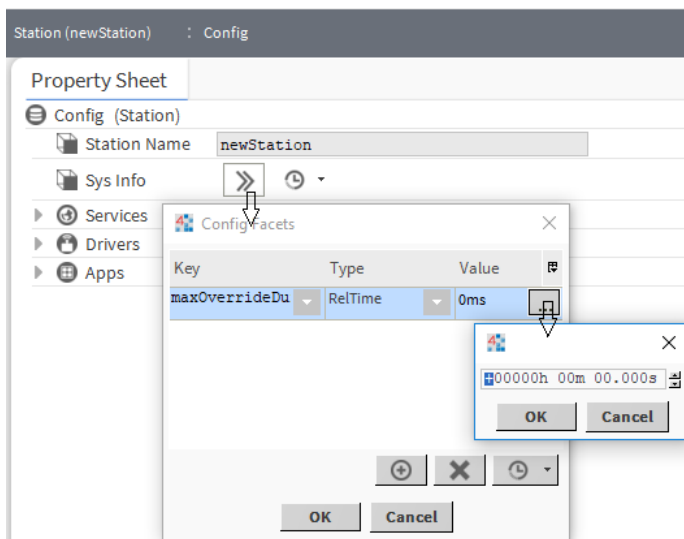 Station (newStation) : Config
Property Sheet
Config (Station)
Station Name newStation
Sys Info
Services
Drivers
Apps
Config Facets
Key Type Value
maxOverrideDu RelTime 0ms ...
+00000h 00m 00.000s
OK Cancel
OK Cancel